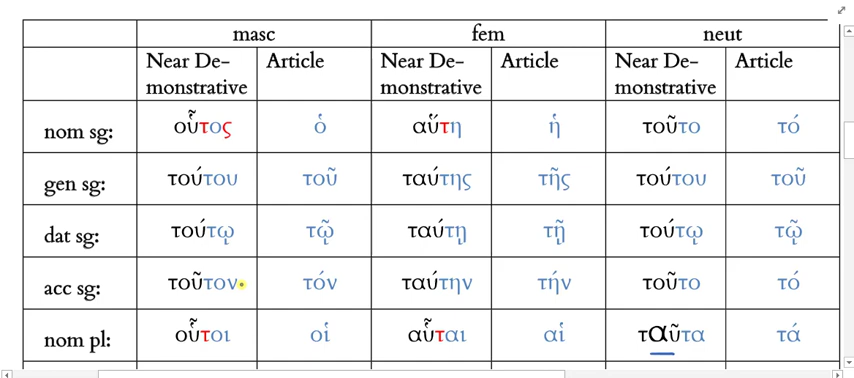 masc fem neut
Near De- Article Near De- Article Near De- Article
monstrative monstrative monstrative
nom sg: οὗτος ὁ αὕτη ἡ τοῦτο τό
gen sg: τούτου τοῦ ταύτης τῆς τούτου τοῦ
dat sg: τούτῳ τῷ ταύτῃ τῇ τούτῳ τῷ
acc sg: τοῦτον τόν ταύτην τήν τοῦτο τό
nom pl: οὗτοι οἱ αὗται αἱ ταῦτα τά